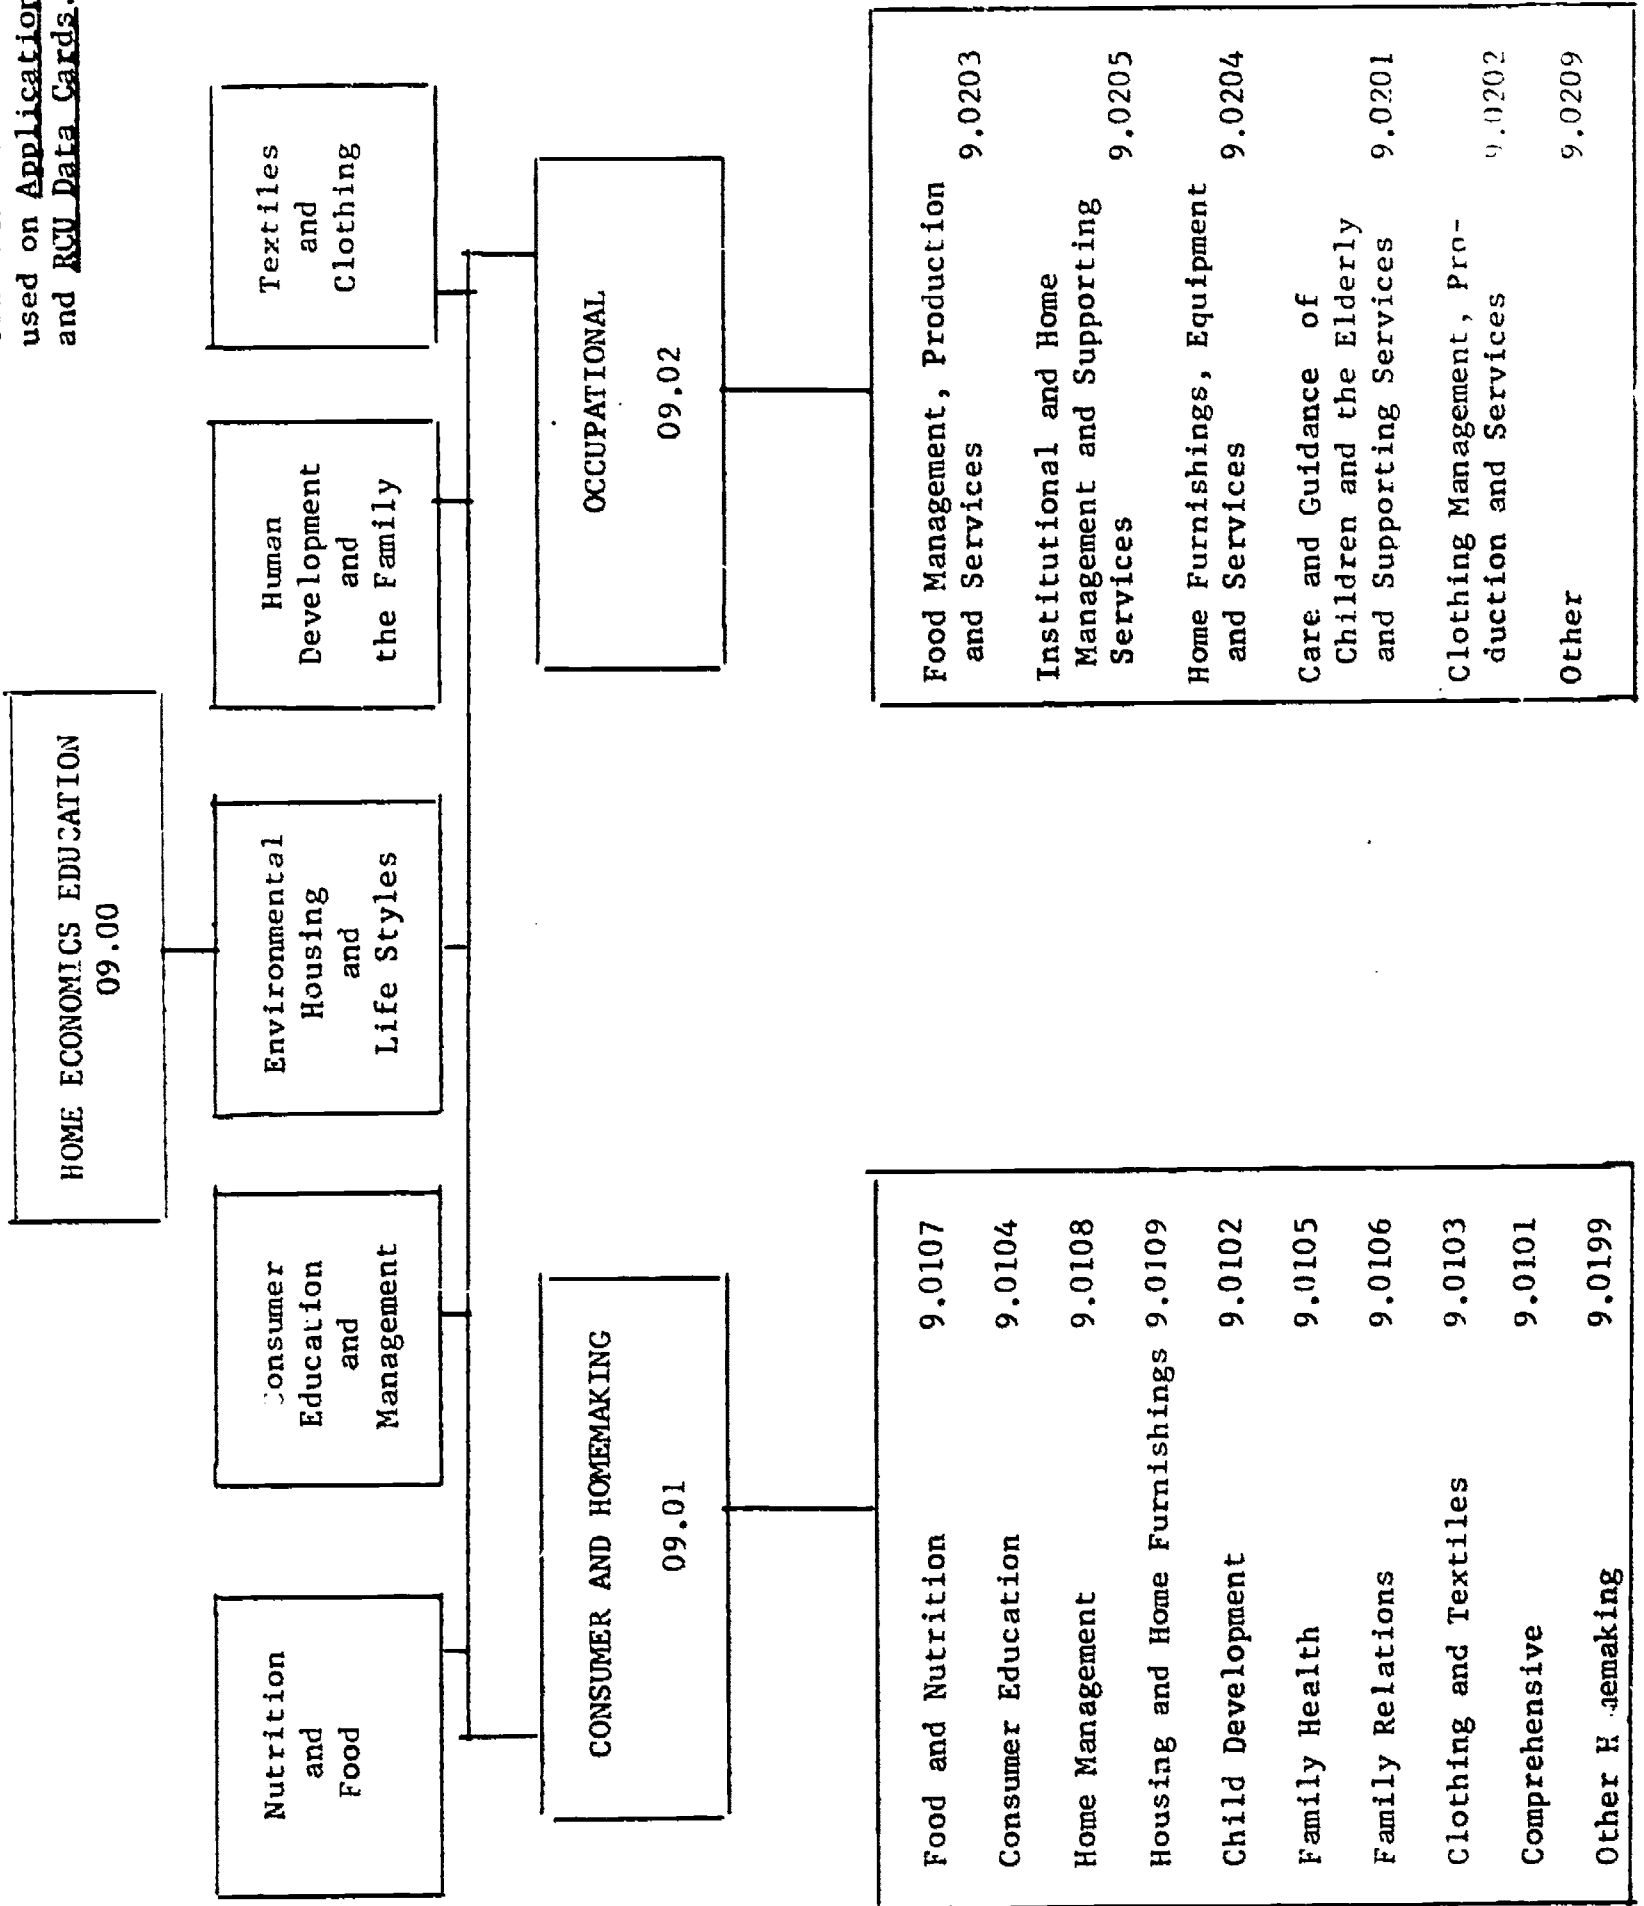 used on Application
and RCU Data Cards.
HOME ECONOMICS EDUCATION
09.00
Nutrition
and
Food
Consumer
Education
and
Management
Environmental
Housing
and
Life Styles
Human
Development
and
the Family
Textiles
and
Clothing
CONSUMER AND HOMEMAKING
09.01
OCCUPATIONAL
09.02
Food and Nutrition 9.0107
Consumer Education 9.0104
Home Management 9.0108
Housing and Home Furnishings 9.0109
Child Development 9.0102
Family Health 9.0105
Family Relations 9.0106
Clothing and Textiles 9.0103
Comprehensive 9.0101
Other Homemaking 9.0199
Food Management, Production
and Services 9.0203
Institutional and Home
Management and Supporting
Services 9.0205
Home Furnishings, Equipment
and Services 9.0204
Care and Guidance of
Children and the Elderly
and Supporting Services 9.0201
Clothing Management, Pro-
duction and Services 9.0202
Other 9.0209